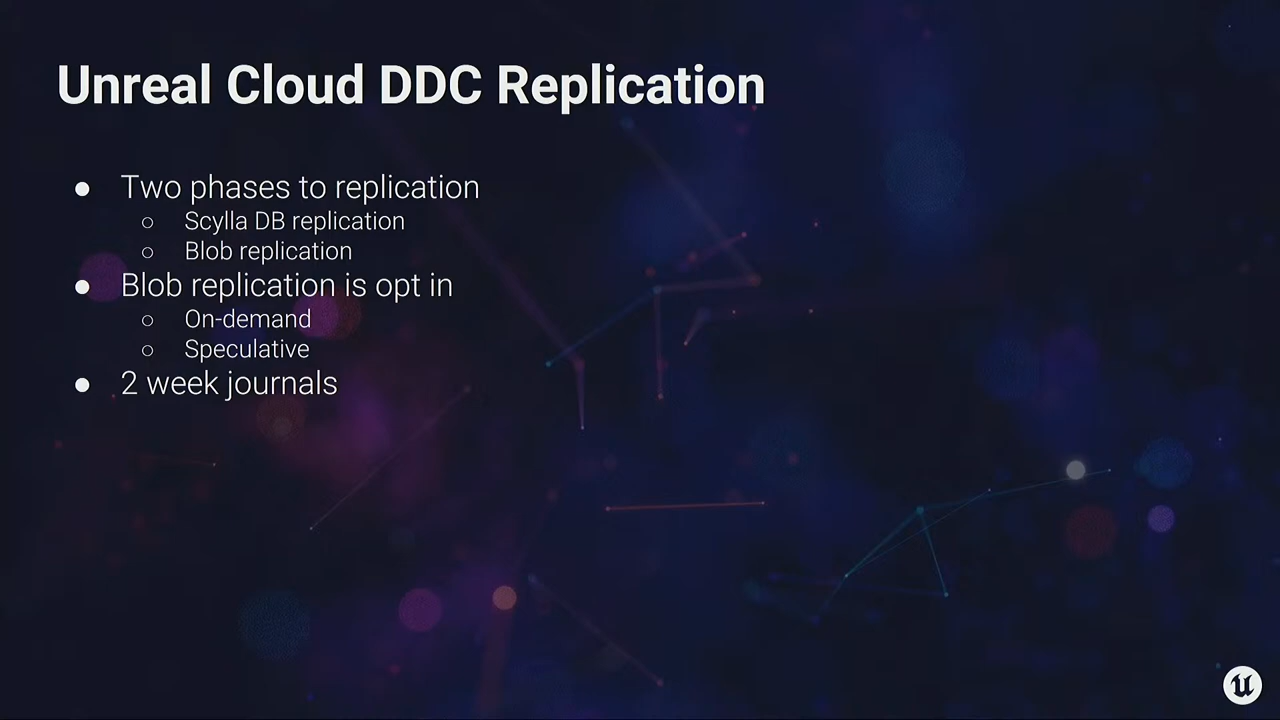 Unreal Cloud DDC Replication
● Two phases to replication
○ Scylla DB replication
○ Blob replication
● Blob replication is opt in
○ On-demand
○ Speculative
● 2 week journals